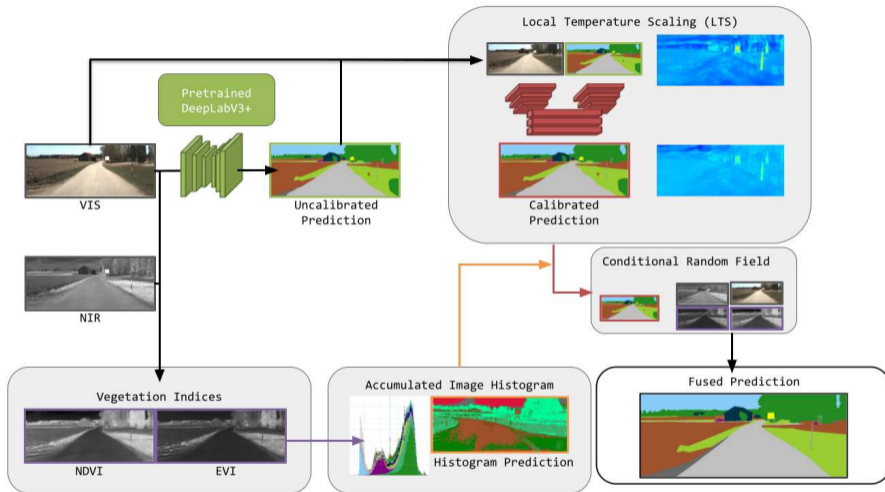 Local Temperature Scaling (LTS)
Pretrained
DeepLabV3+
VIS
Uncalibrated
Prediction
Calibrated
Prediction
NIR
Conditional Random Field
Vegetation Indices
NDVI
EVI
Accumulated Image Histogram
Histogram Prediction
Fused Prediction